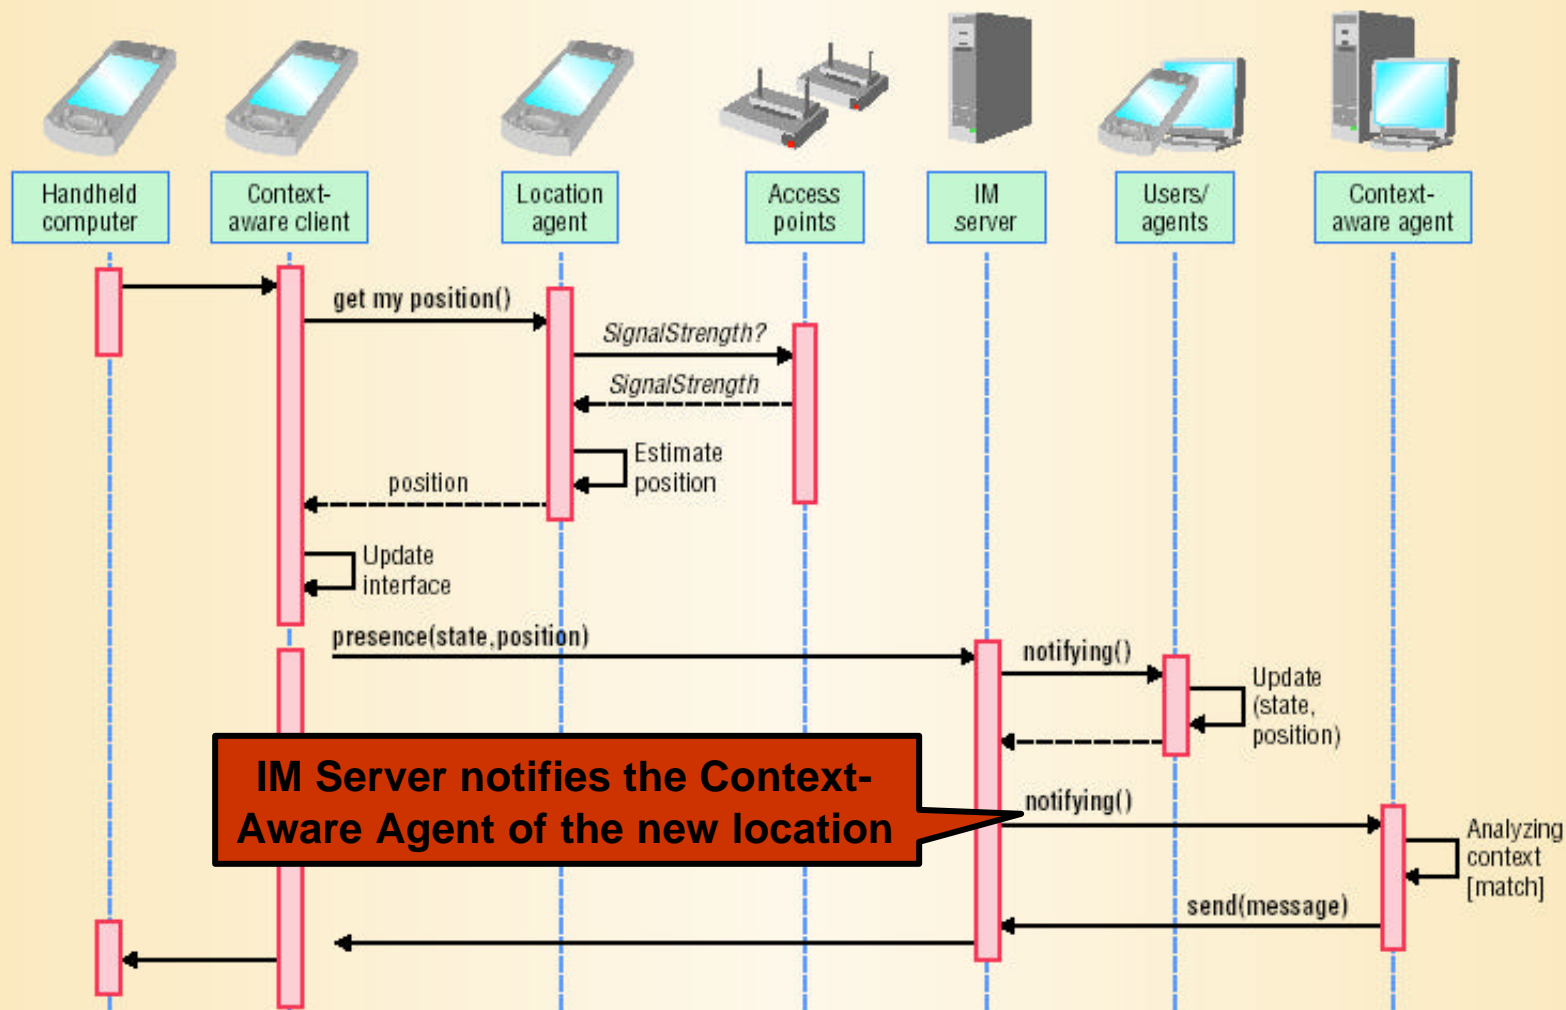 Handheld
computer
Context-
aware client
Location
agent
Access
points
IM
server
Users/
agents
Context-
aware agent
get my position()
SignalStrength?
SignalStrength
Estimate
position
position
Update
interface
presence(state,position)
notifying()
Update
(state,
position)
IM Server notifies the Context-
Aware Agent of the new location
notifying()
Analyzing
context
[match]
send(message)